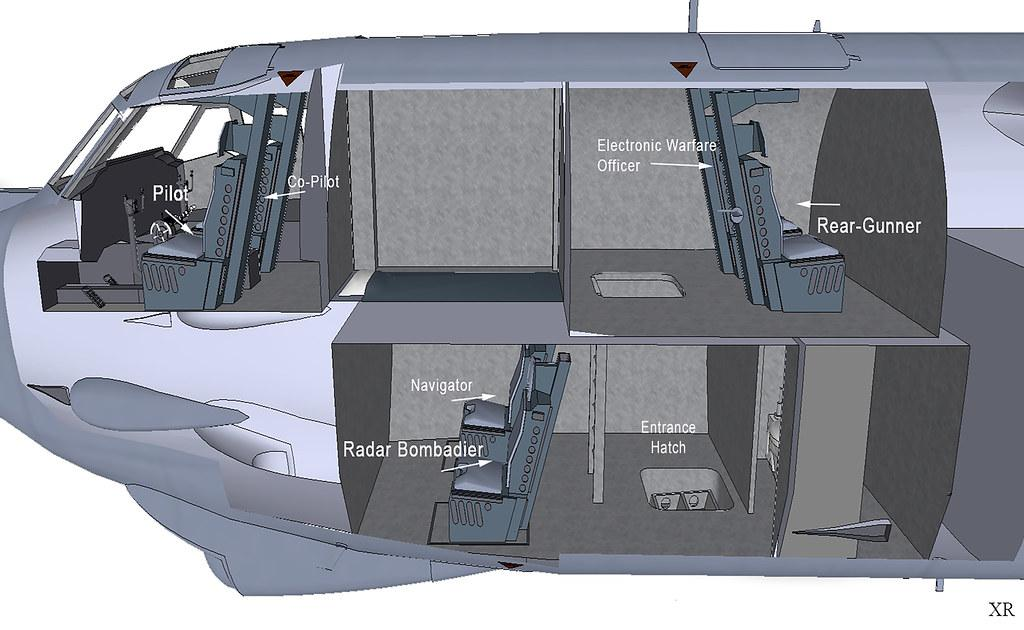 Electronic Warfare
Officer
Pilot
Co-Pilot
Rear-Gunner
Navigator
Radar Bombadier
Entrance
Hatch
XR